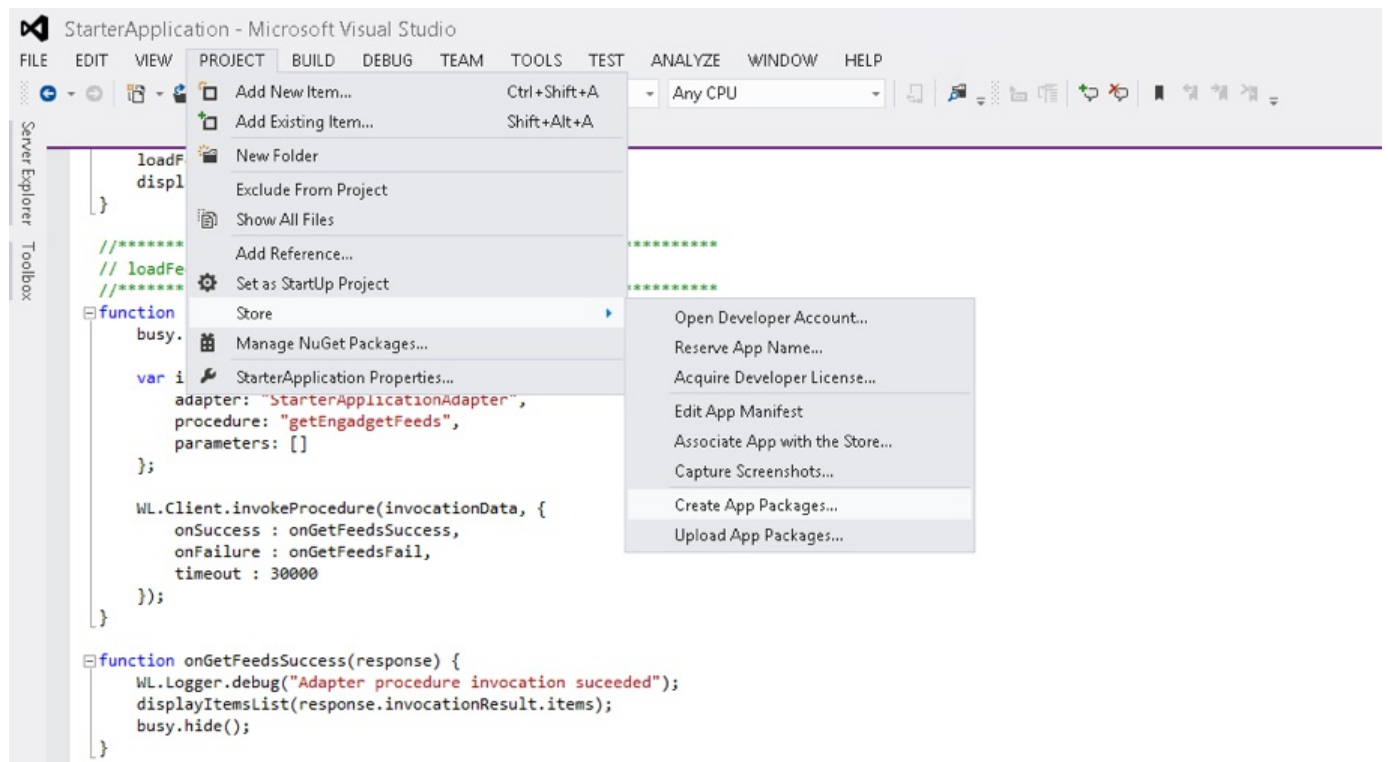 StarterApplication - Microsoft Visual Studio
FILE EDIT VIEW PROJECT BUILD DEBUG TEAM TOOLS TEST ANALYZE WINDOW HELP
Any CPU
Server Explorer
Toolbox
Add New Item... Ctrl+Shift+A
Add Existing Item... Shift+Alt+A
New Folder
Exclude From Project
Show All Files
Add Reference...
Set as StartUp Project
Store
Manage NuGet Packages...
StarterApplication Properties...
Open Developer Account...
Reserve App Name...
Acquire Developer License...
Edit App Manifest
Associate App with the Store...
Capture Screenshots...
Create App Packages...
Upload App Packages...
loadF
displ
}
//******* **********
// loadFe
//******* **********
function
busy.
var i
adapter: "StarterApplicationAdapter",
procedure: "getEngadgetFeeds",
parameters: []
};
WL.Client.invokeProcedure(invocationData, {
onSuccess : onGetFeedsSuccess,
onFailure : onGetFeedsFail,
timeout : 30000
});
}
function onGetFeedsSuccess(response) {
WL.Logger.debug("Adapter procedure invocation suceeded");
displayItemsList(response.invocationResult.items);
busy.hide();
}